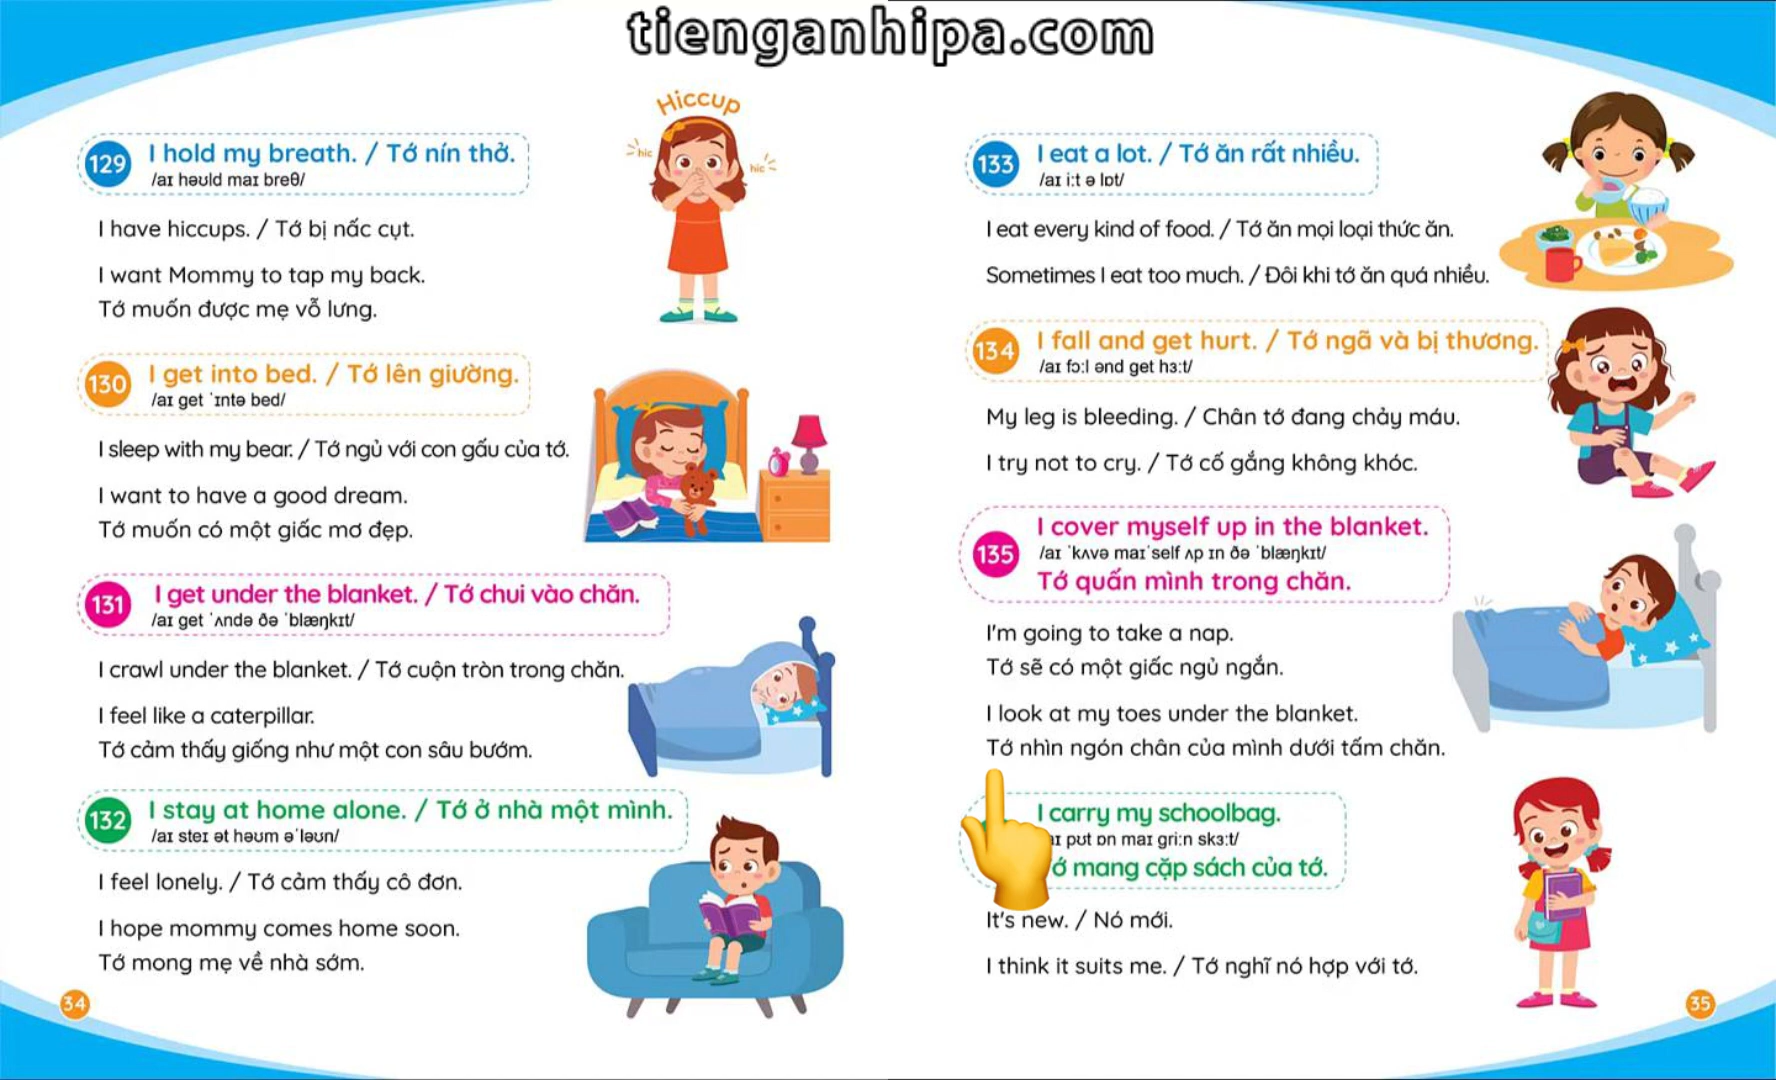 tienganhipa.com
Hiccup
hic
hic
129
I hold my breath. / Tớ nín thở.
/aɪ həʊld maɪ breθ/
I have hiccups. / Tớ bị nấc cụt.
I want Mommy to tap my back.
Tớ muốn được mẹ vỗ lưng.
130
I get into bed. / Tớ lên giường.
/aɪ get ˈɪntə bed/
I sleep with my bear. / Tớ ngủ với con gấu của tớ.
I want to have a good dream.
Tớ muốn có một giấc mơ đẹp.
131
I get under the blanket. / Tớ chui vào chăn.
/aɪ get ˈʌndə ðə ˈblæŋkɪt/
I crawl under the blanket. / Tớ cuộn tròn trong chăn.
I feel like a caterpillar.
Tớ cảm thấy giống như một con sâu bướm.
132
I stay at home alone. / Tớ ở nhà một mình.
/aɪ steɪ ət həʊm əˈləʊn/
I feel lonely. / Tớ cảm thấy cô đơn.
I hope mommy comes home soon.
Tớ mong mẹ về nhà sớm.
34
133
I eat a lot. / Tớ ăn rất nhiều.
/aɪ iːt ə lɒt/
I eat every kind of food. / Tớ ăn mọi loại thức ăn.
Sometimes I eat too much. / Đôi khi tớ ăn quá nhiều.
134
I fall and get hurt. / Tớ ngã và bị thương.
/aɪ fɔːl ənd get hɜːt/
My leg is bleeding. / Chân tớ đang chảy máu.
I try not to cry. / Tớ cố gắng không khóc.
135
I cover myself up in the blanket.
/aɪ ˈkʌvə maɪˈself ʌp ɪn ðə ˈblæŋkɪt/
Tớ quấn mình trong chăn.
I'm going to take a nap.
Tớ sẽ có một giấc ngủ ngắn.
I look at my toes under the blanket.
Tớ nhìn ngón chân của mình dưới tấm chăn.
I carry my schoolbag.
ɪ pʊt ɒn maɪ griːn skɜːt/
ớ mang cặp sách của tớ.
It's new. / Nó mới.
I think it suits me. / Tớ nghĩ nó hợp với tớ.
35